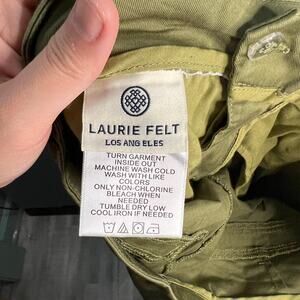 LAURIE FELT
LOS ANGELES
TURN GARMENT
INSIDE OUT
MACHINE WASH COLD
WASH WITH LIKE
COLORS
ONLY NON-CHLORINE
BLEACH WHEN
NEEDED
TUMBLE DRY LOW
COOL IRON IF NEEDED